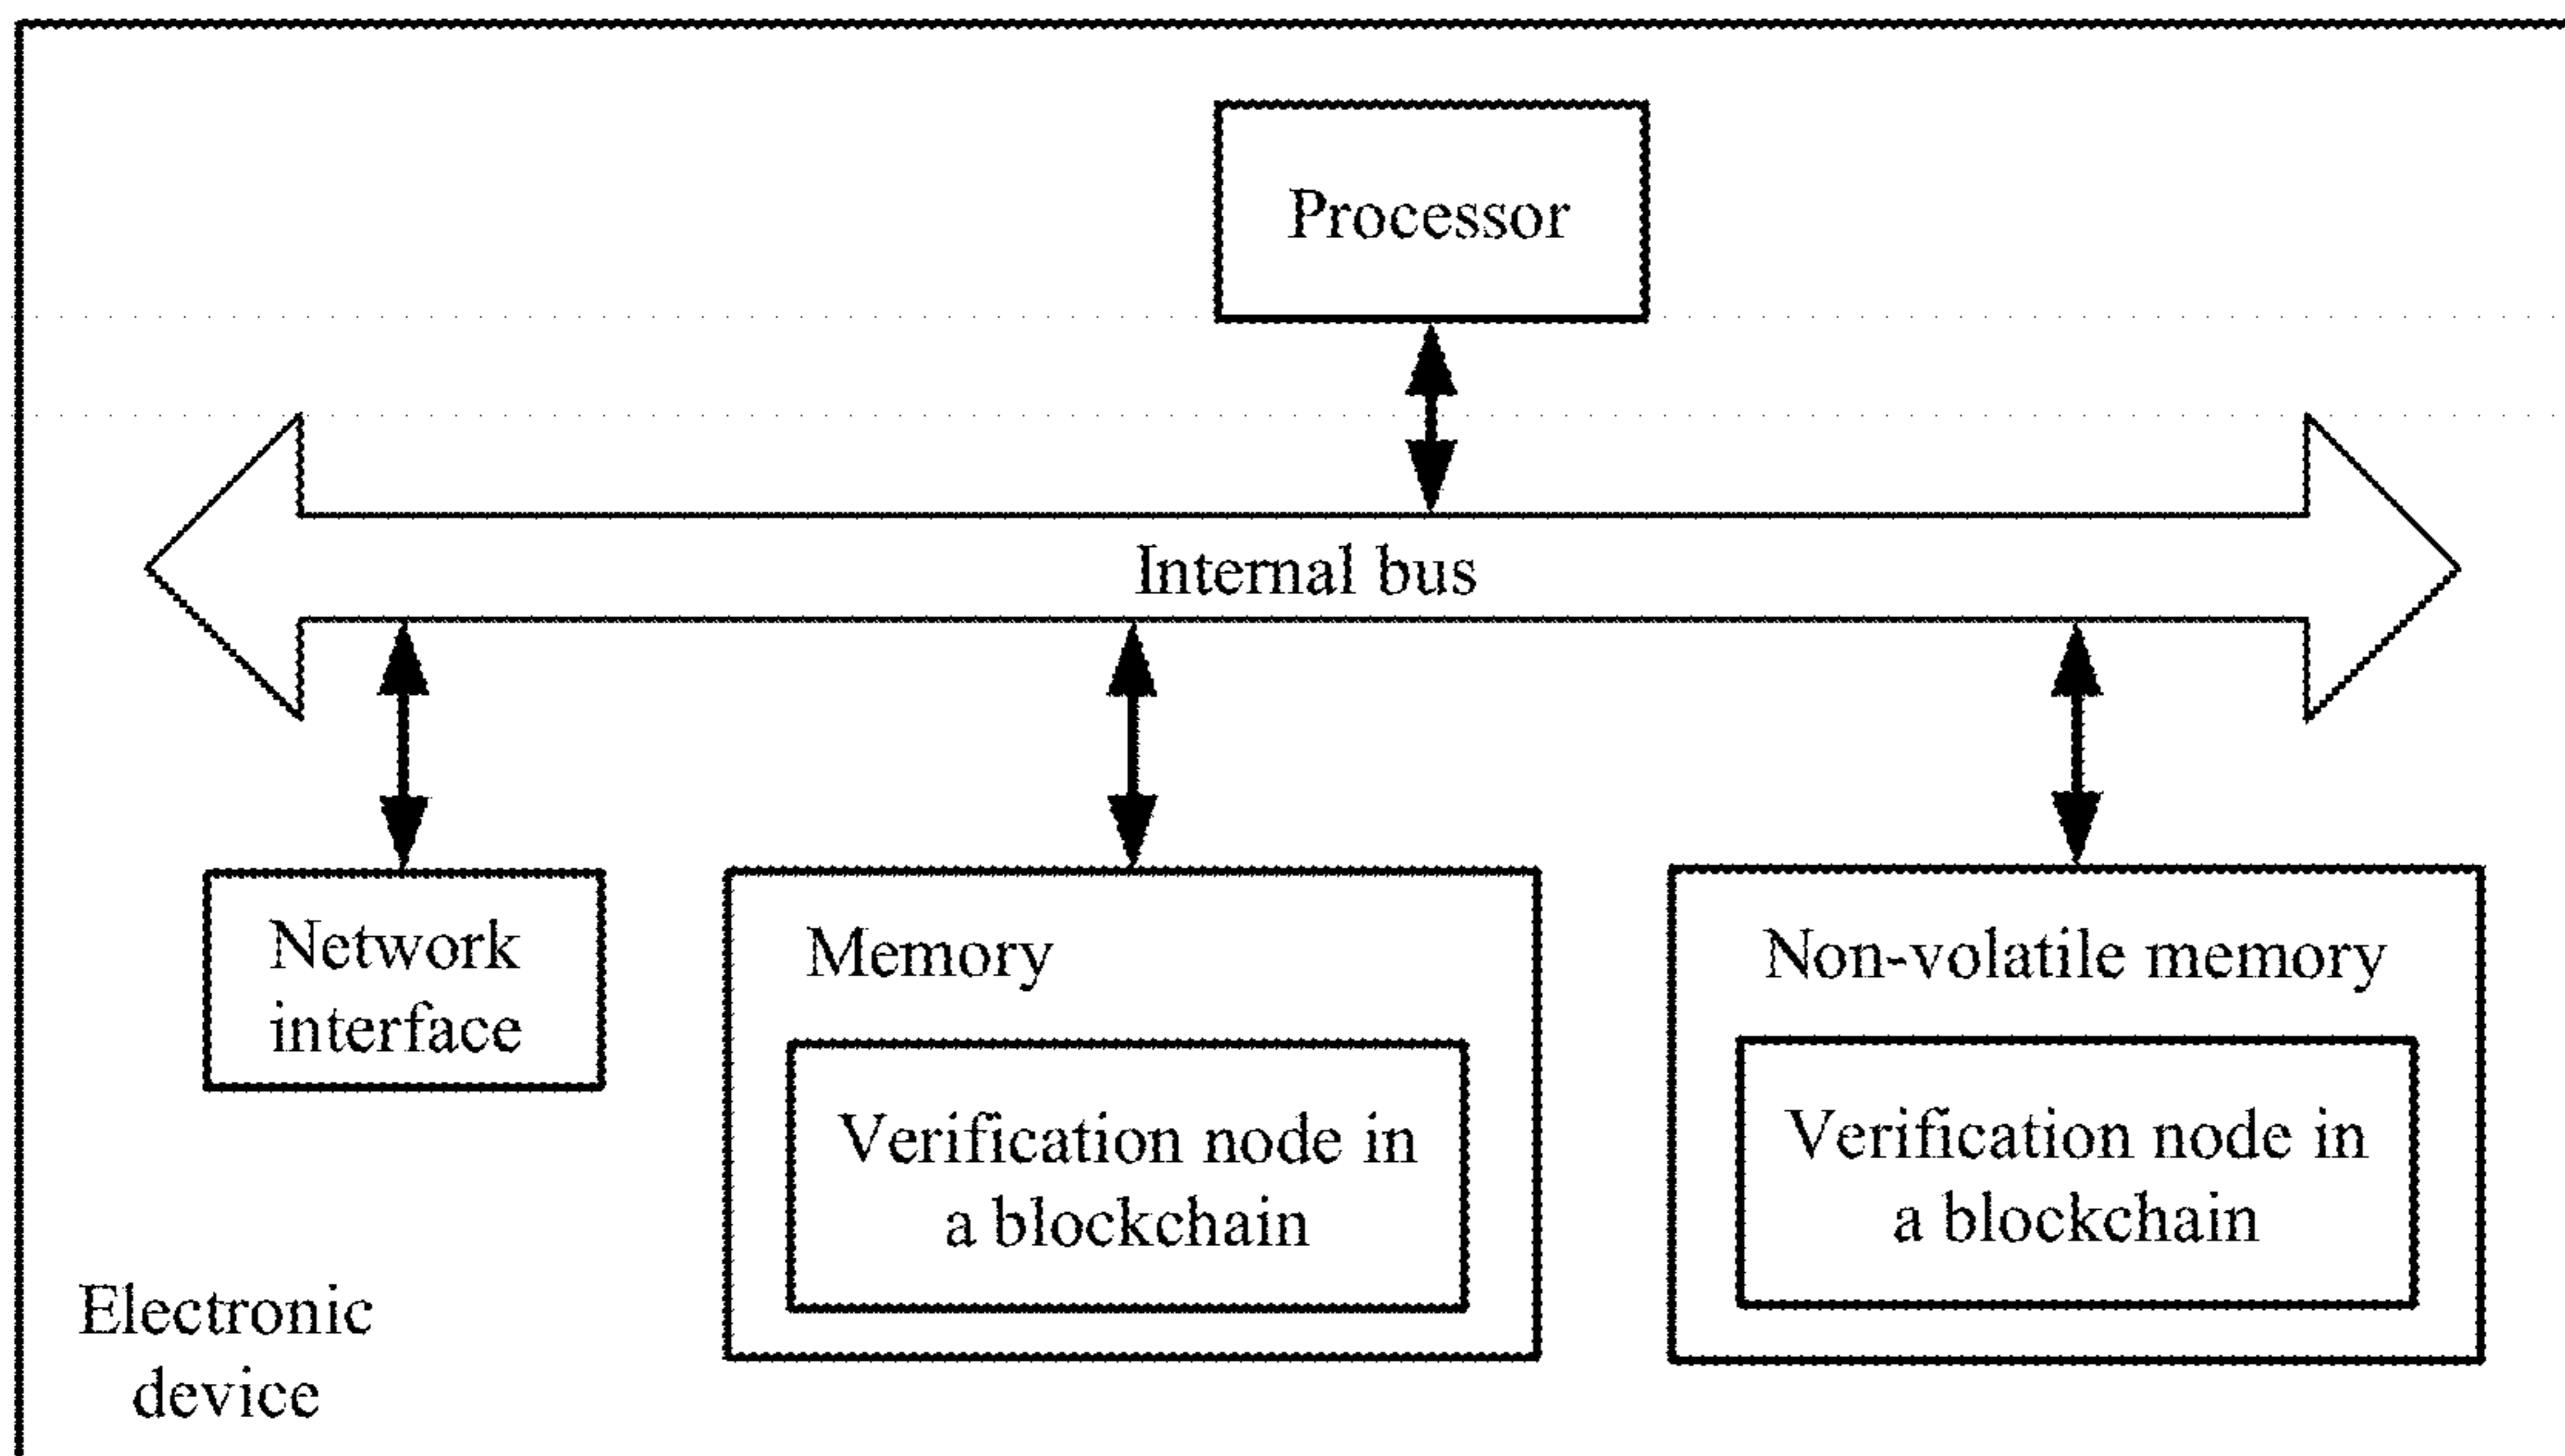 Processor
Internal bus
Network
interface
Memory
Verification node in
a blockchain
Non-volatile memory
Verification node in
a blockchain
Electronic
device